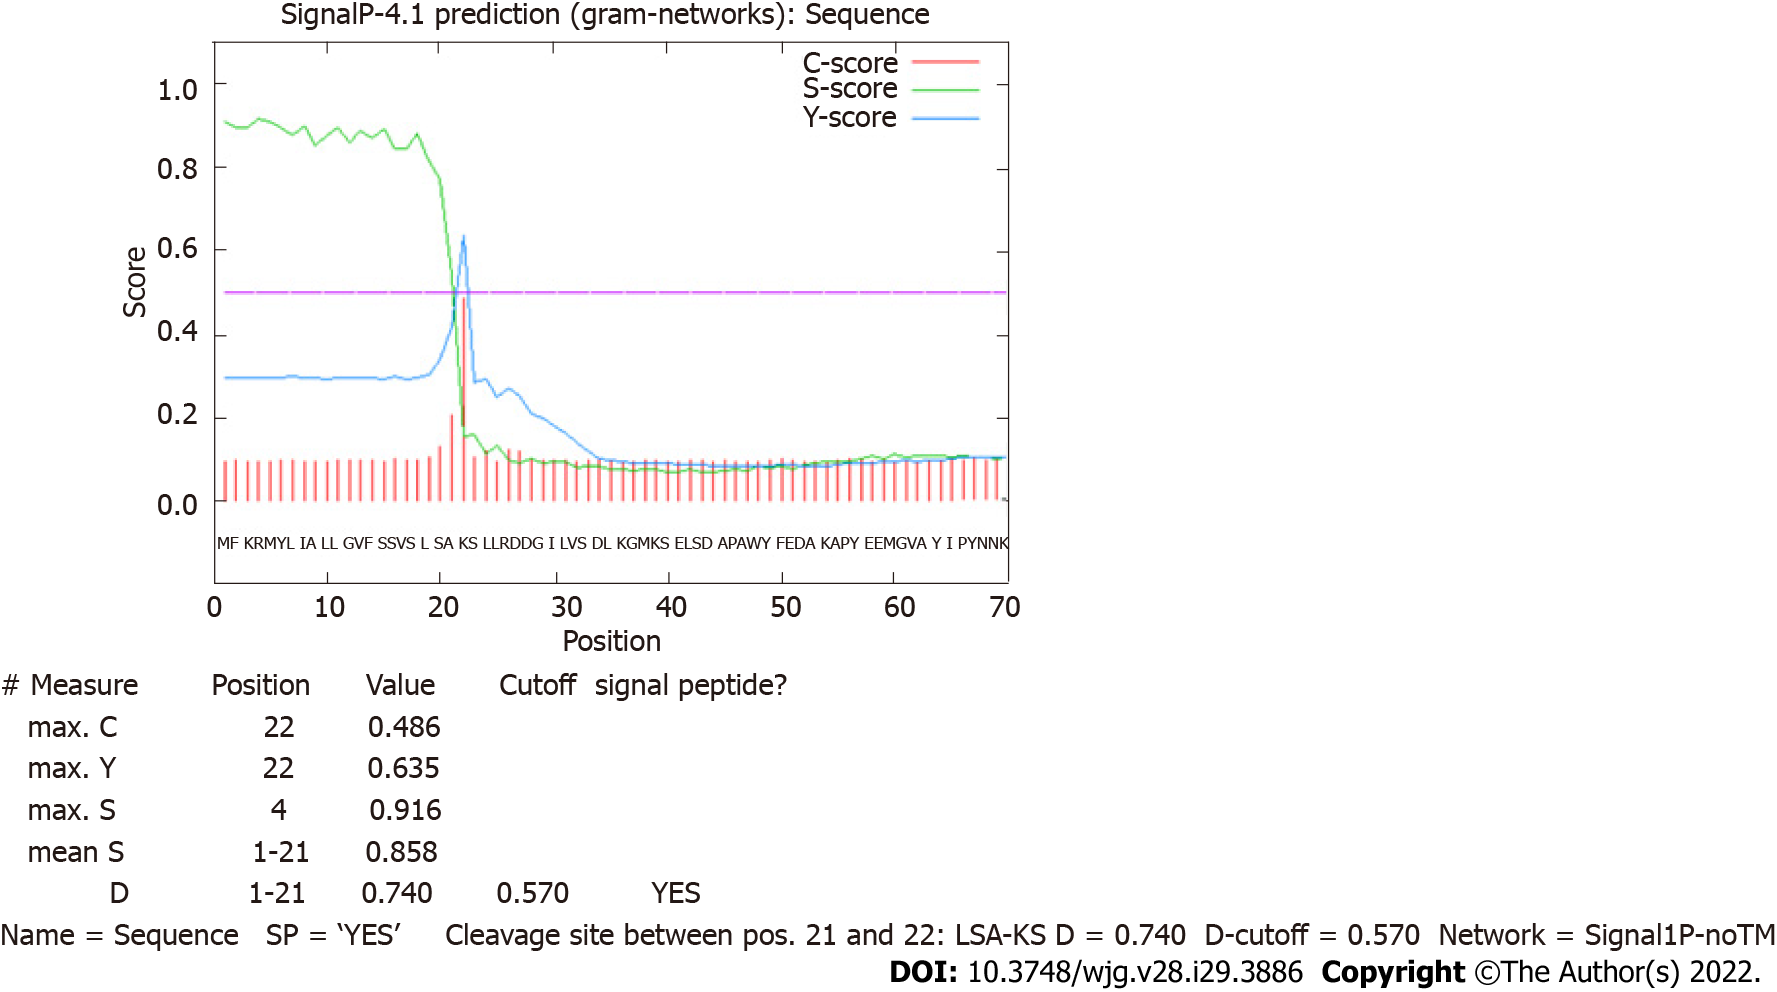 SignalP-4.1 prediction (gram-networks): Sequence
C-score
S-score
Y-score
1.0
0.8
0.6
0.4
0.2
0.0
Score
MF KRMYL IA LL GVF SSVS L SA KS LLRDDG I LVS DL KGMKS ELSD APAWY FEDA KAPY EEMGVA Y I PYNNK
0 10 20 30 40 50 60 70
Position
# Measure Position Value Cutoff signal peptide?
max. C 22 0.486
max. Y 22 0.635
max. S 4 0.916
mean S 1-21 0.858
D 1-21 0.740 0.570 YES
Name = Sequence SP = ‘YES’ Cleavage site between pos. 21 and 22: LSA-KS D = 0.740 D-cutoff = 0.570 Network = Signal1P-noTM
DOI: 10.3748/wjg.v28.i29.3886 Copyright ©The Author(s) 2022.